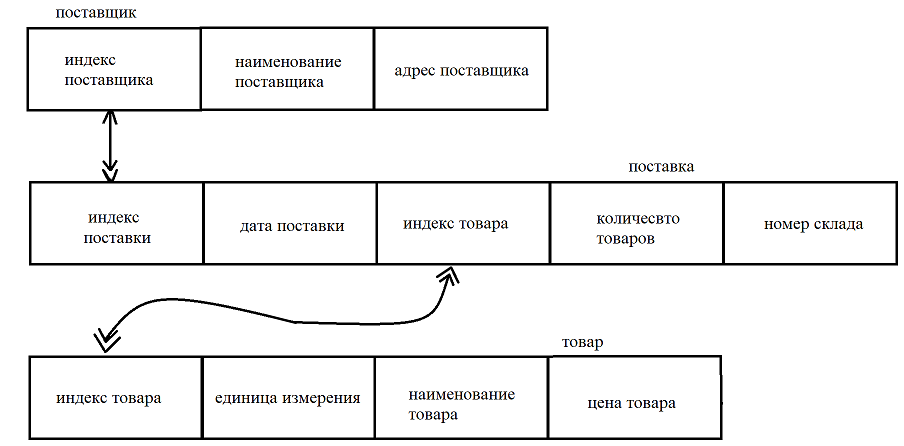 поставщик
индекс
поставщика
наименование
поставщика
адрес поставщика
поставка
индекс
поставки
дата поставки
индекс товара
количесвто
товаров
номер склада
товар
индекс товара
единица измерения
наименование
товара
цена товара